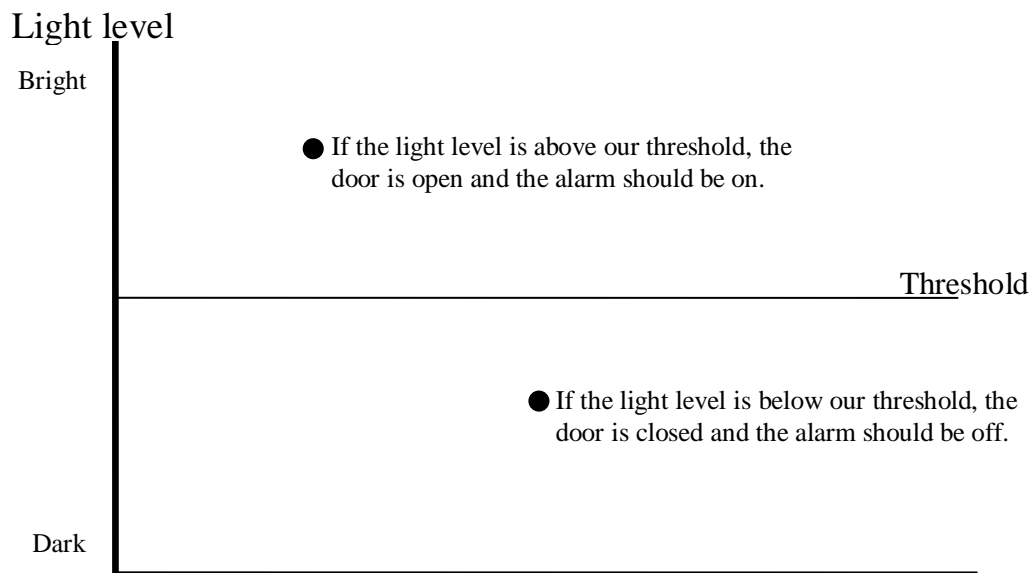 Light level
Bright
If the light level is above our threshold, the
door is open and the alarm should be on.
Threshold
If the light level is below our threshold, the
door is closed and the alarm should be off.
Dark